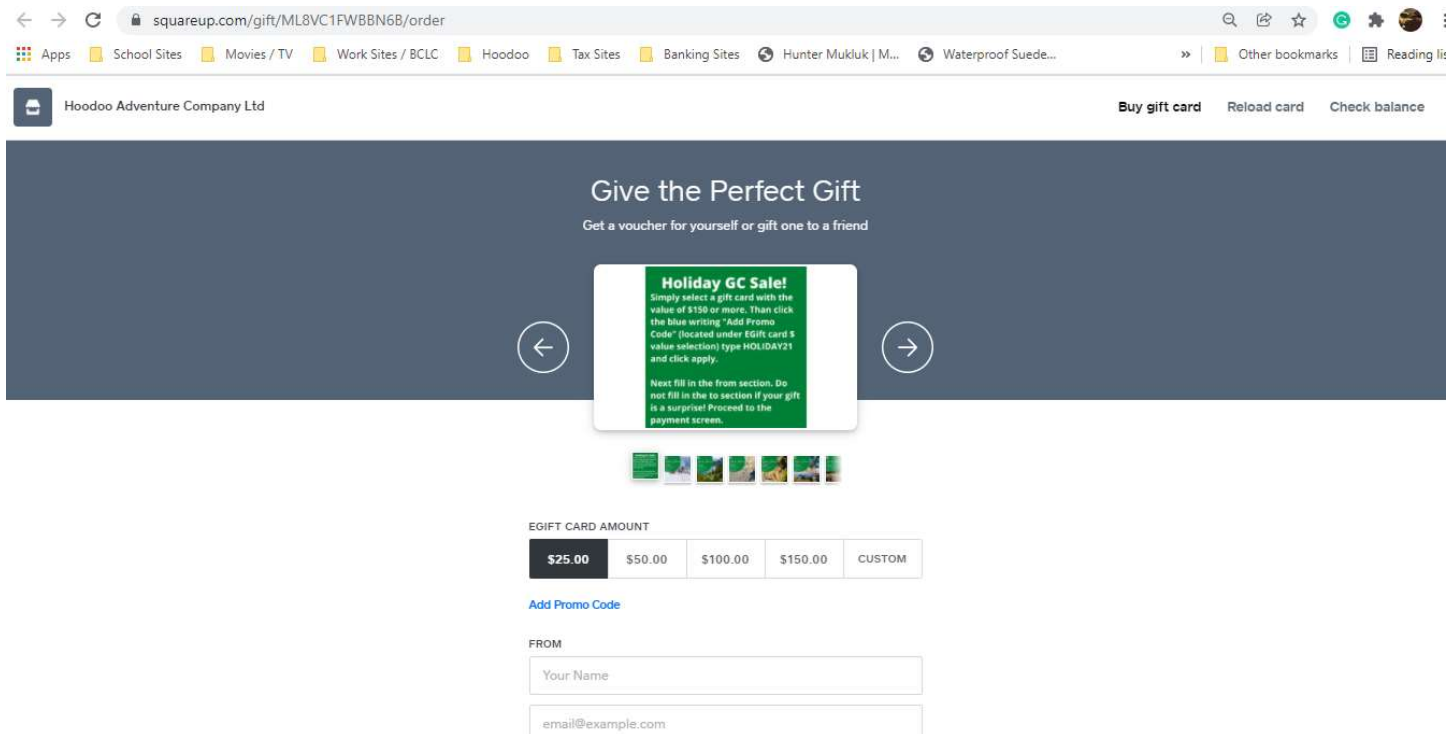 squareup.com/gift/ML8VC1FWBBN6B/order
Apps School Sites Movies / TV Work Sites / BCLC Hoodoo Tax Sites Banking Sites Hunter Mukluk | M... Waterproof Suede... » Other bookmarks Reading lis
Hoodoo Adventure Company Ltd Buy gift card Reload card Check balance
Give the Perfect Gift
Get a voucher for yourself or gift one to a friend
Holiday GC Sale!
Simply select a gift card with the
value of $150 or more. Than click
the blue writing "Add Promo
Code" (located under EGift card $
value selection) type HOLIDAY21
and click apply.
Next fill in the from section. Do
not fill in the to section if your gift
is a surprise! Proceed to the
payment screen.
EGIFT CARD AMOUNT
$25.00 $50.00 $100.00 $150.00 CUSTOM
Add Promo Code
FROM
Your Name
email@example.com